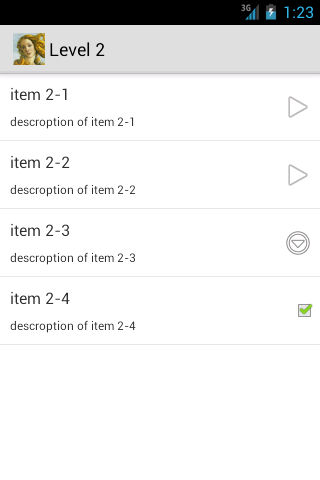 3G 1:23
Level 2
item 2-1
descroption of item 2-1
item 2-2
descroption of item 2-2
item 2-3
descroption of item 2-3
item 2-4
descroption of item 2-4